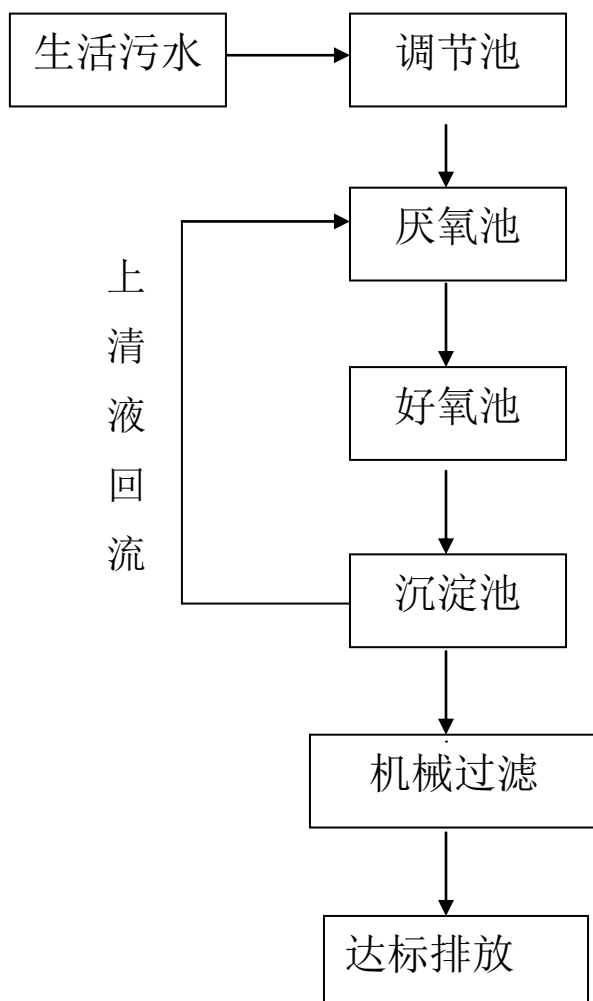 生活污水
调节池
厌氧池
上清液回流
好氧池
沉淀池
机械过滤
达标排放